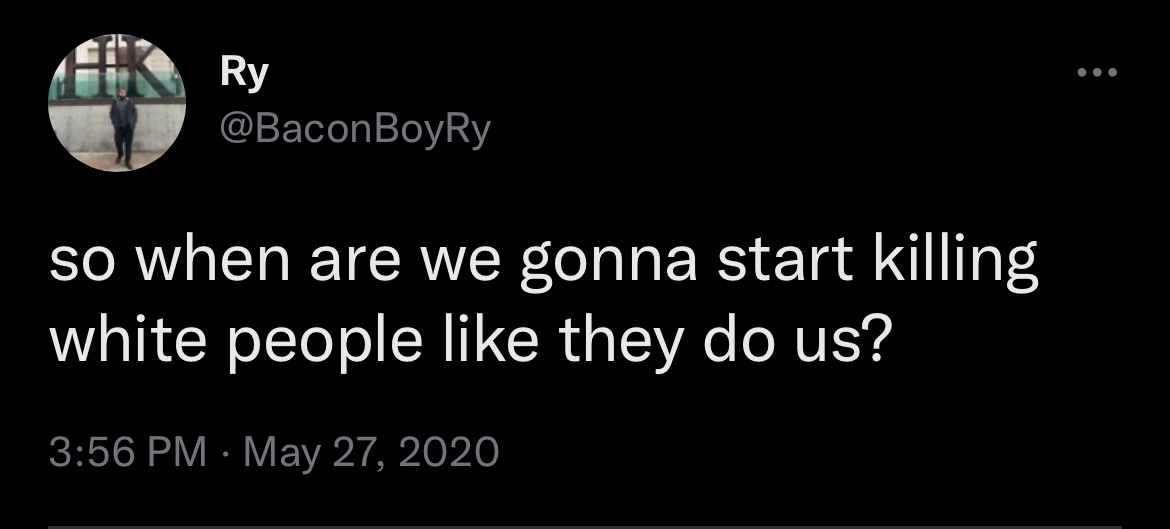 HK
Ry
@BaconBoyRy
so when are we gonna start killing
white people like they do us?
3:56 PM · May 27, 2020